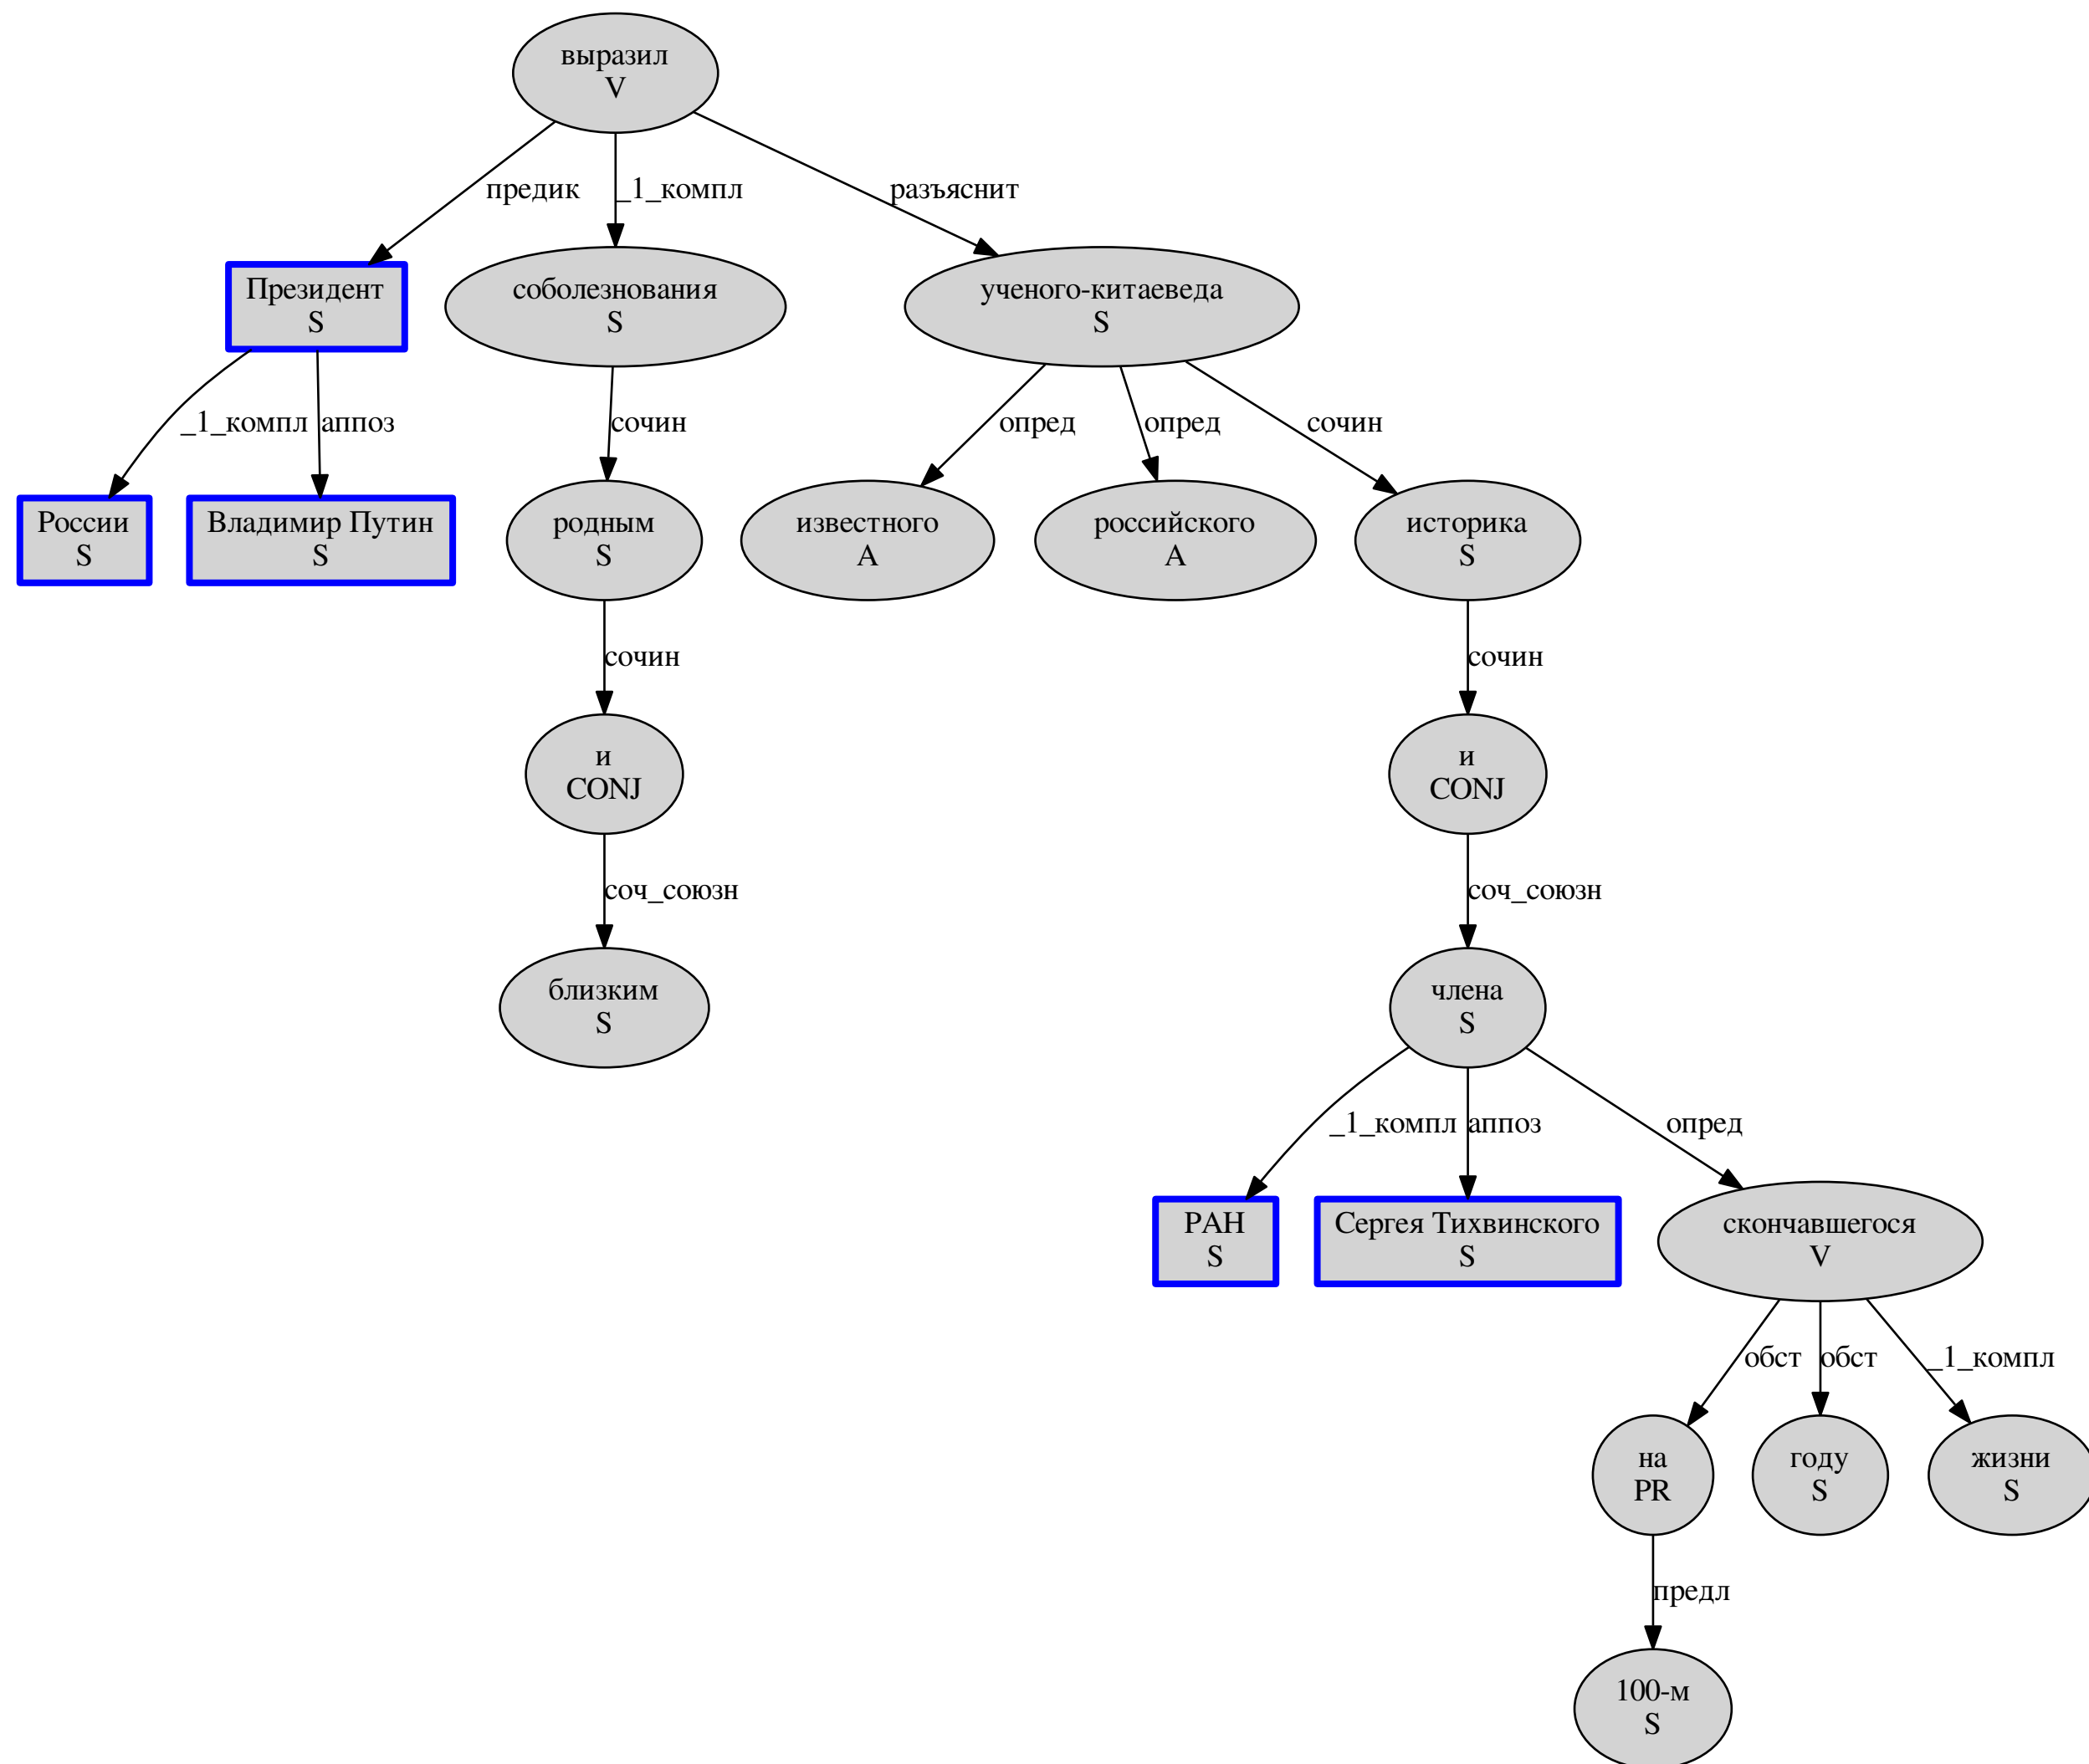 выразил
V
предик
_1_компл
разъяснит
Президент
S
соболезнования
S
ученого-китаеведа
S
_1_компл
аппоз
сочин
опред
опред
сочин
России
S
Владимир Путин
S
родным
S
известного
A
российского
A
историка
S
сочин
сочин
и
CONJ
и
CONJ
соч_союзн
соч_союзн
близким
S
члена
S
_1_компл
аппоз
опред
РАН
S
Сергея Тихвинского
S
скончавшегося
V
обст
обст
_1_компл
на
PR
году
S
жизни
S
предл
100-м
S